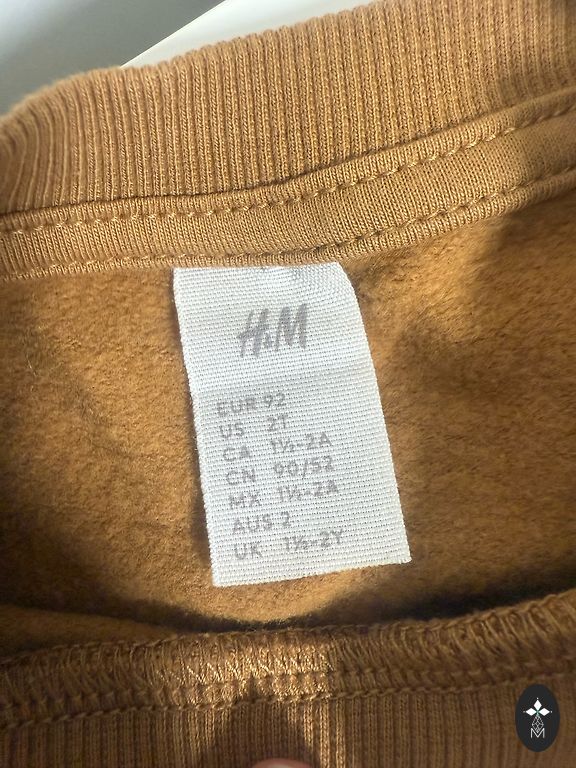 H&M
EUR 92
US 2T
CA 1½-2A
CN 90/52
MX 1½-2A
AUS 2
UK 1½-2Y
M